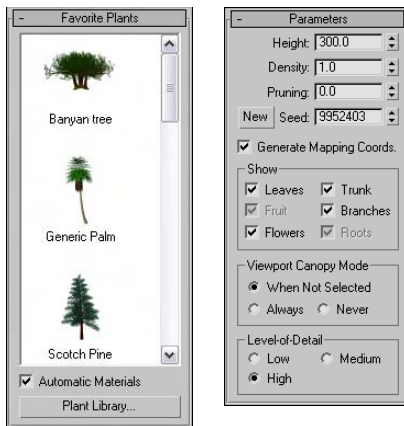 - Favorite Plants
Banyan tree
Generic Palm
Scotch Pine
Automatic Materials
Plant Library...
- Parameters
Height: 300.0
Density: 1.0
Pruning: 0.0
New Seed: 9952403
Generate Mapping Coords.
Show
Leaves Trunk
Fruit Branches
Flowers Roots
Viewport Canopy Mode
When Not Selected
Always Never
Level-of-Detail
Low Medium
High